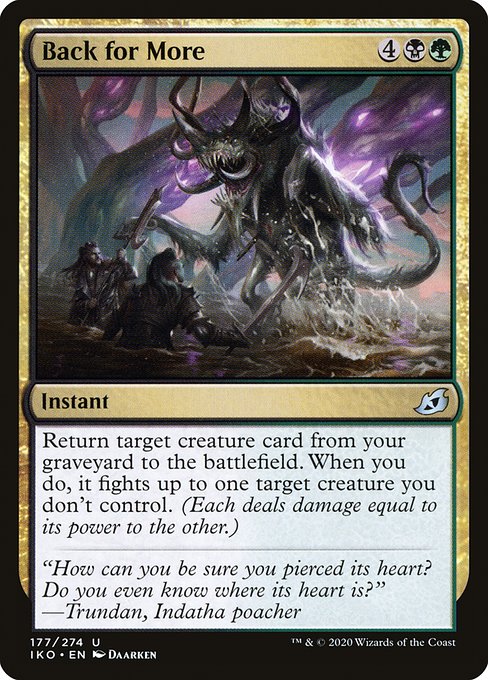 Back for More 4
Instant
Return target creature card from your
graveyard to the battlefield. When you
do, it fights up to one target creature you
don't control. (Each deals damage equal to
its power to the other.)
“How can you be sure you pierced its heart?
Do you even know where its heart is?”
—Trundan, Indatha poacher
177/274 U
IKO • EN Daarken
™ & © 2020 Wizards of the Coast